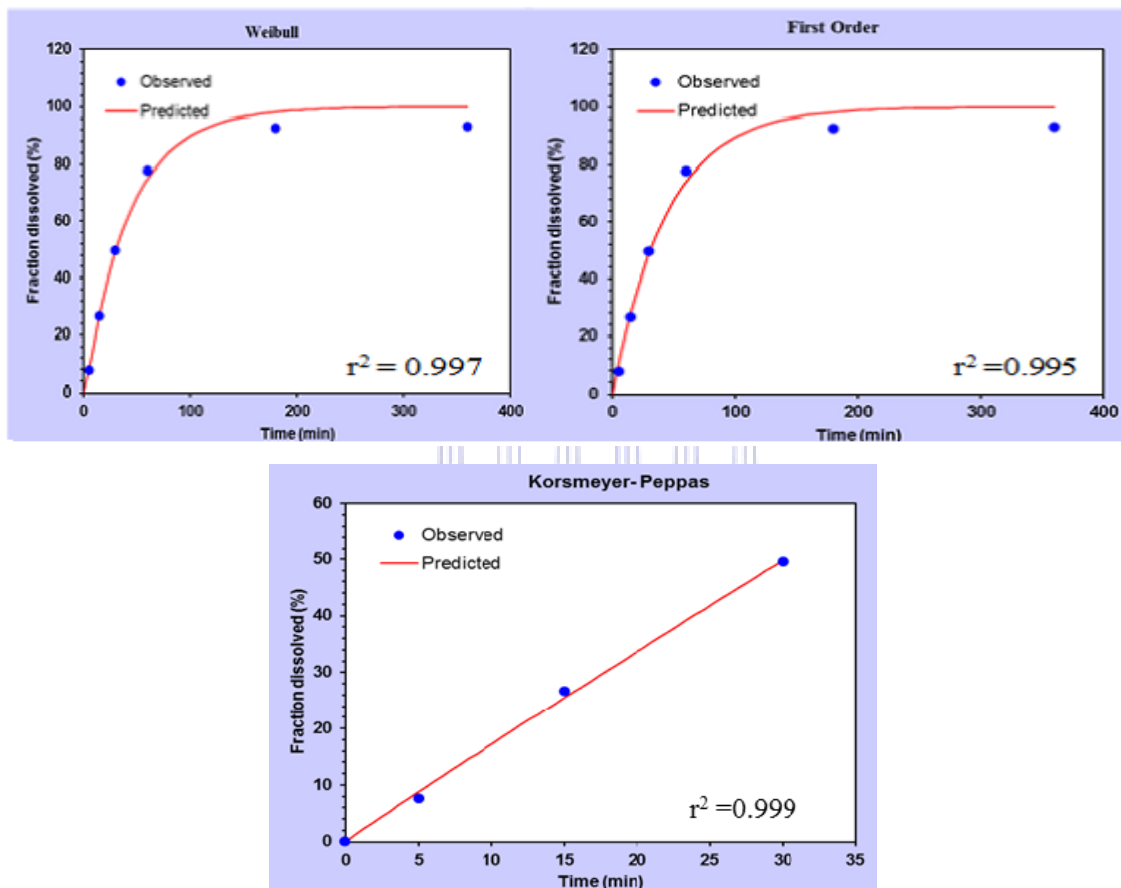 Weibull
120
100
80
60
40
20
0
Fraction dissolved (%)
Observed
Predicted
r² = 0.997
0 100 200 300 400
Time (min)
First Order
120
100
80
60
40
20
0
Fraction dissolved (%)
Observed
Predicted
r² =0.995
0 100 200 300 400
Time (min)
Korsmeyer- Peppas
60
50
40
30
20
10
0
Fraction dissolved (%)
Observed
Predicted
r² =0.999
0 5 10 15 20 25 30 35
Time (min)